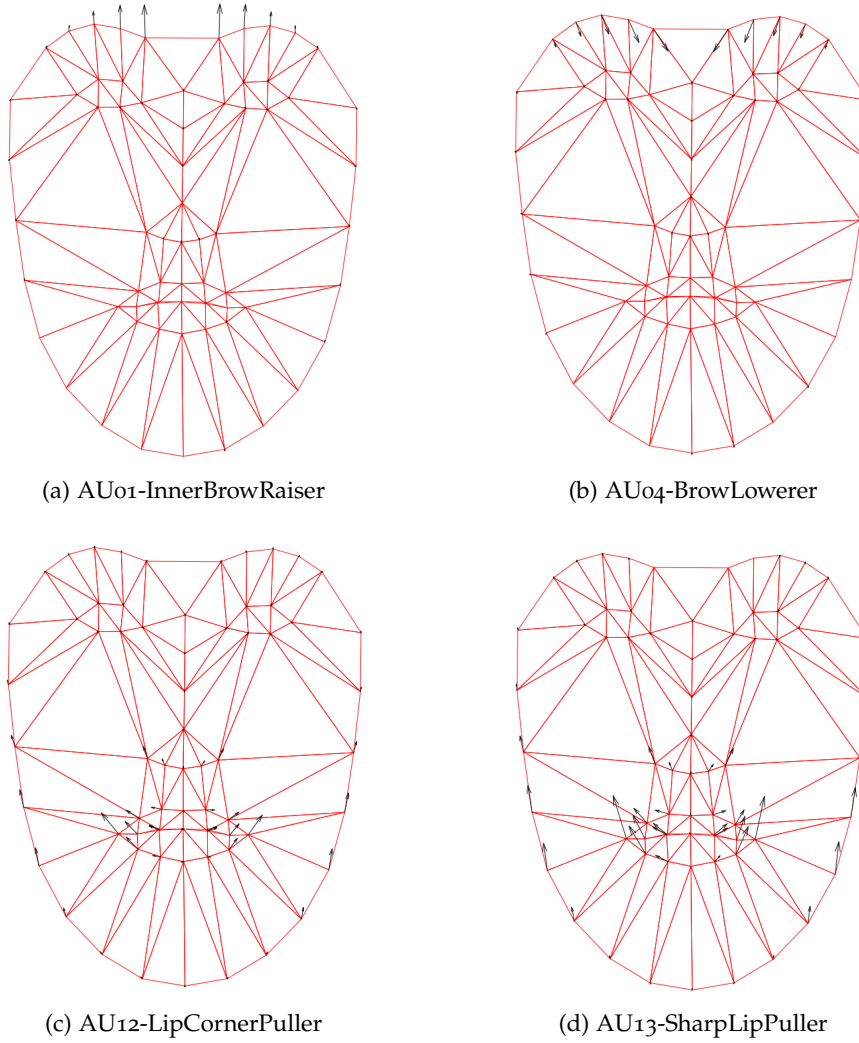 (a) AU01-InnerBrowRaiser
(b) AU04-BrowLowerer
(c) AU12-LipCornerPuller
(d) AU13-SharpLipPuller